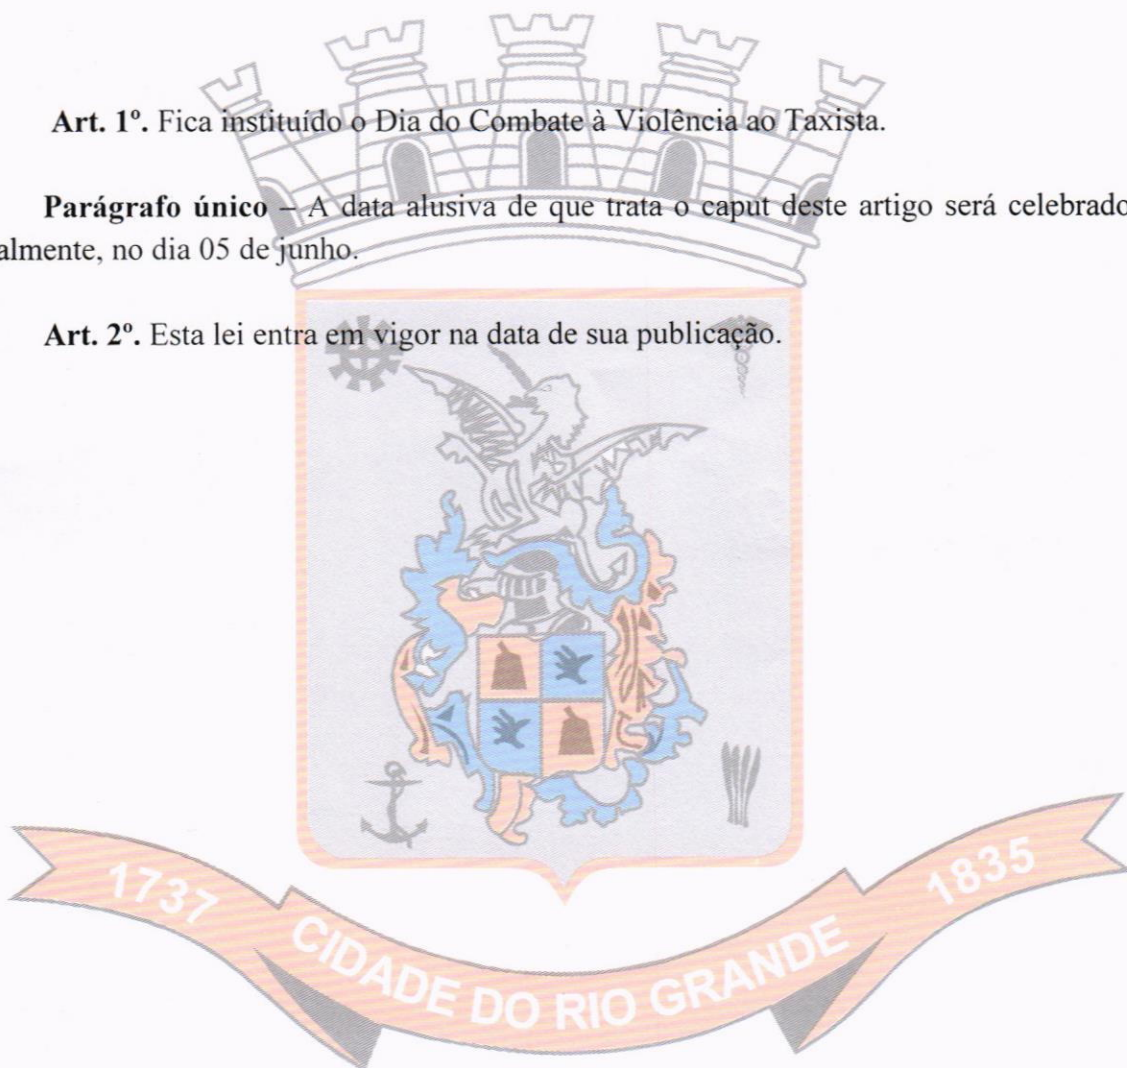 Art. 1º. Fica instituído o Dia do Combate à Violência ao Taxista.
Parágrafo único – A data alusiva de que trata o caput deste artigo será celebrado
almente, no dia 05 de junho.
Art. 2º. Esta lei entra em vigor na data de sua publicação.
1737 CIDADE DO RIO GRANDE 1835